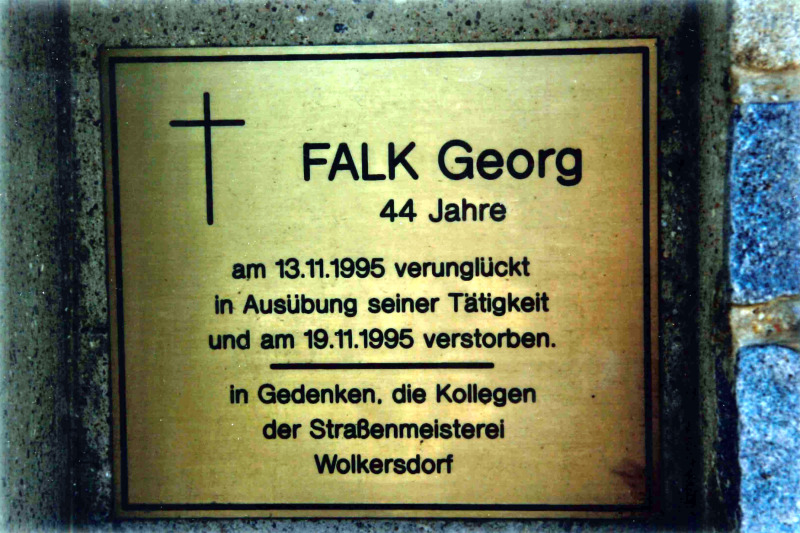 FALK Georg
44 Jahre
am 13.11.1995 verunglückt
in Ausübung seiner Tätigkeit
und am 19.11.1995 verstorben.
in Gedenken, die Kollegen
der Straßenmeisterei
Wolkersdorf